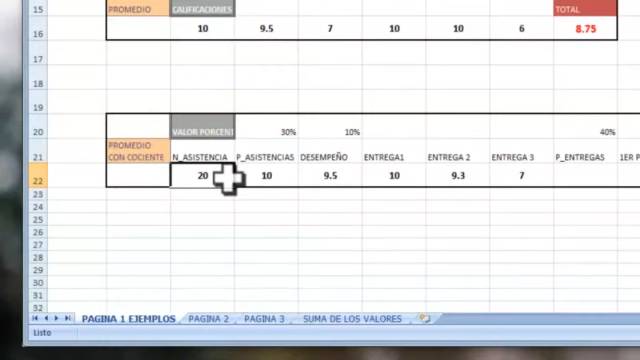 15 PROMEDIO CALIFICACIONES TOTAL
16 10 9.5 7 10 10 6 8.75
17
18
19
20 VALOR PORCENT 30% 10% 40%
21 PROMEDIO CON COCIENTE N_ASISTENCIA P_ASISTENCIAS DESEMPEÑO ENTREGA1 ENTREGA 2 ENTREGA 3 P_ENTREGAS 1ER P
22 20 10 9.5 10 9.3 7
23
24
25
26
27
28
29
30
31
32
PAGINA 1 EJEMPLOS PAGINA 2 PAGINA 3 SUMA DE LOS VALORES
Listo